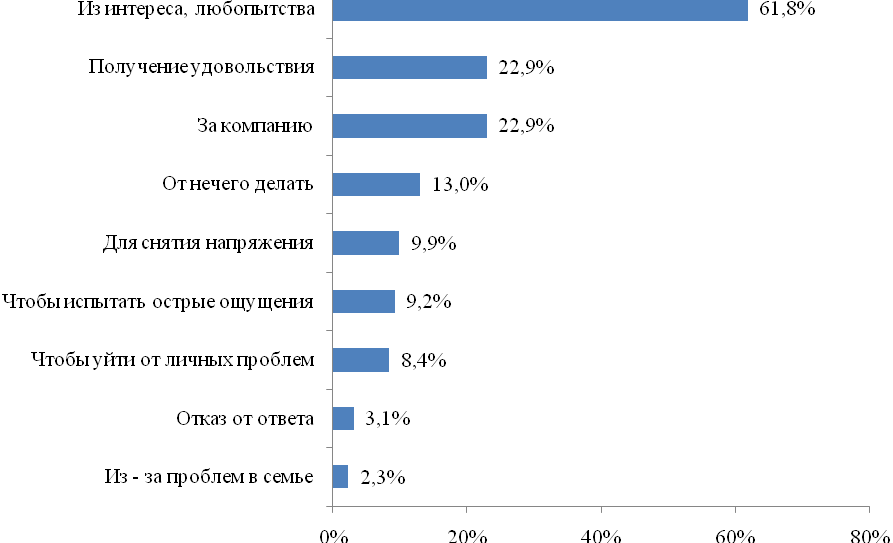 Из интереса, любопытства 61,8%
Получение удовольствия 22,9%
За компанию 22,9%
От нечего делать 13,0%
Для снятия напряжения 9,9%
Чтобы испытать острые ощущения 9,2%
Чтобы уйти от личных проблем 8,4%
Отказ от ответа 3,1%
Из - за проблем в семье 2,3%
0% 20% 40% 60% 80%